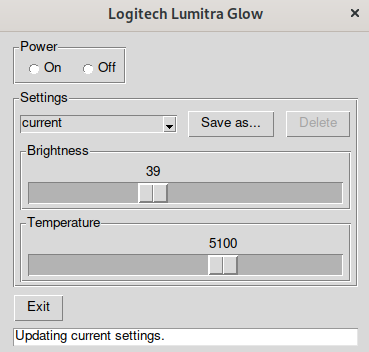 Logitech Lumitra Glow
Power
On Off
Settings
current Save as... Delete
Brightness
39
Temperature
5100
Exit
Updating current settings.